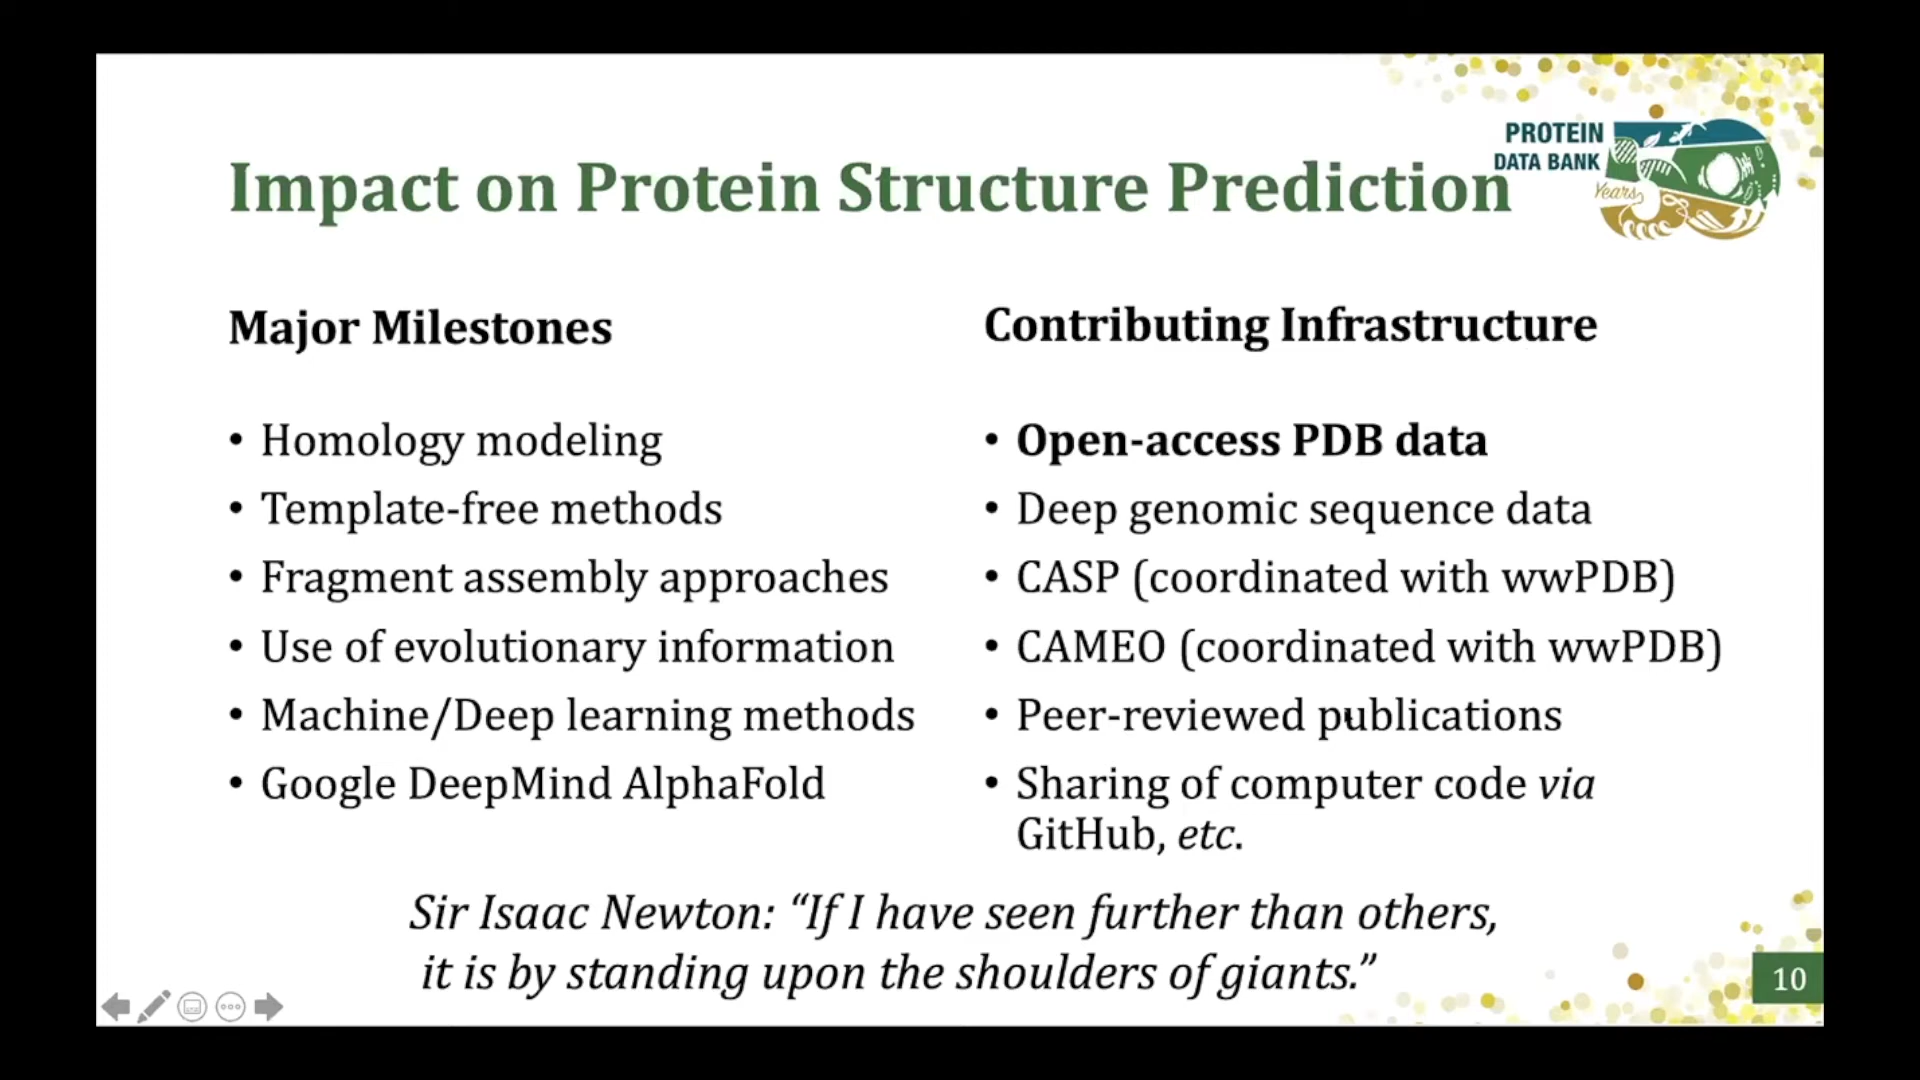 PROTEIN
DATA BANK
Years
Impact on Protein Structure Prediction
Major Milestones
• Homology modeling
• Template-free methods
• Fragment assembly approaches
• Use of evolutionary information
• Machine/Deep learning methods
• Google DeepMind AlphaFold
Contributing Infrastructure
• Open-access PDB data
• Deep genomic sequence data
• CASP (coordinated with wwPDB)
• CAMEO (coordinated with wwPDB)
• Peer-reviewed publications
• Sharing of computer code via
GitHub, etc.
Sir Isaac Newton: “If I have seen further than others,
it is by standing upon the shoulders of giants.”
10